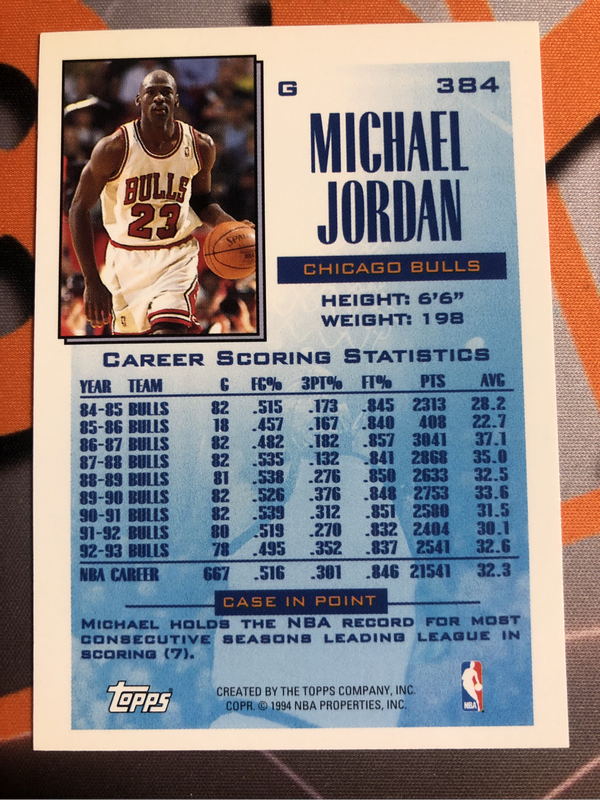 G 384
MICHAEL
JORDAN
CHICAGO BULLS
HEIGHT: 6'6"
WEIGHT: 198
BULLS
23
SPALDING
CAREER SCORING STATISTICS
YEAR TEAM G FG% 3PT% FT% PTS AVG
84-85 BULLS 82 .515 .173 .845 2313 28.2
85-86 BULLS 18 .457 .167 .840 408 22.7
86-87 BULLS 82 .482 .182 .857 3041 37.1
87-88 BULLS 82 .535 .132 .841 2868 35.0
88-89 BULLS 81 .538 .276 .850 2633 32.5
89-90 BULLS 82 .526 .376 .848 2753 33.6
90-91 BULLS 82 .539 .312 .851 2580 31.5
91-92 BULLS 80 .519 .270 .832 2404 30.1
92-93 BULLS 78 .495 .352 .837 2541 32.6
NBA CAREER 667 .516 .301 .846 21541 32.3
CASE IN POINT
MICHAEL HOLDS THE NBA RECORD FOR MOST
CONSECUTIVE SEASONS LEADING LEAGUE IN
SCORING (7).
topps
CREATED BY THE TOPPS COMPANY, INC.
COPR. © 1994 NBA PROPERTIES, INC.
NBA